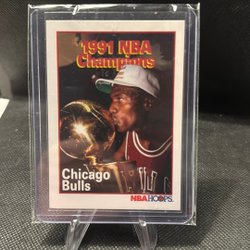 1991 NBA
Champions
Chicago
Bulls
NBA HOOPS